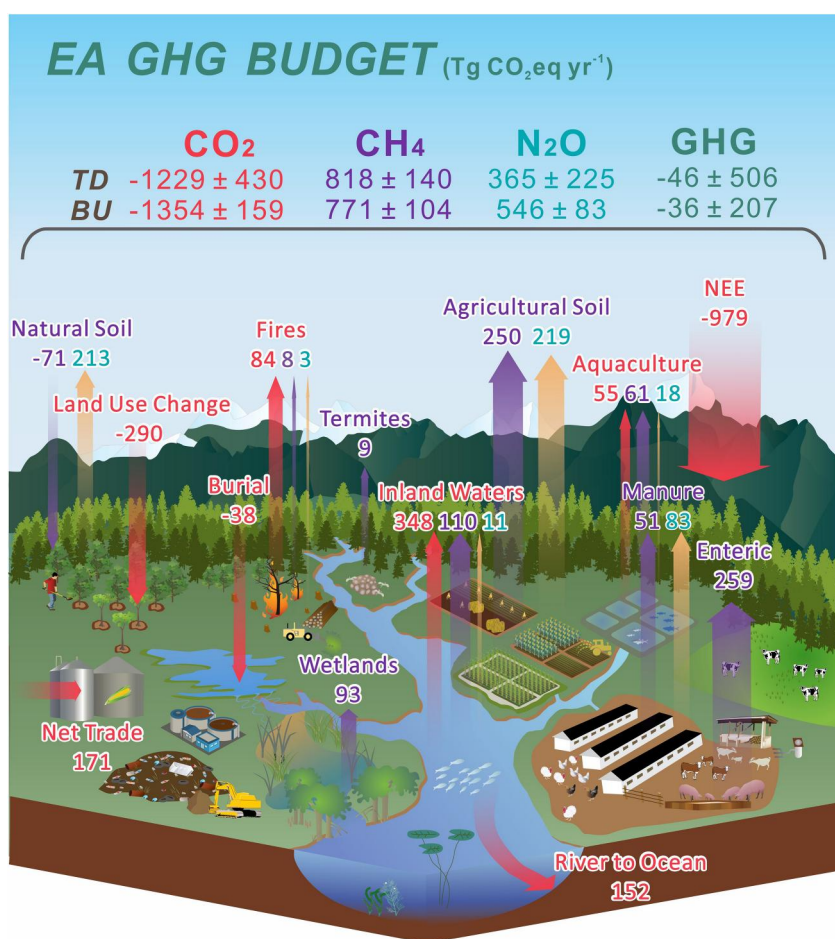 EA GHG BUDGET (Tg CO₂eq yr⁻¹)
CO₂ CH₄ N₂O GHG
TD -1229 ± 430 818 ± 140 365 ± 225 -46 ± 506
BU -1354 ± 159 771 ± 104 546 ± 83 -36 ± 207
NEE
-979
Agricultural Soil
250 219
Natural Soil
-71 213
Fires
84 8 3
Aquaculture
55 61 18
Land Use Change
-290
Termites
9
Burial
-38
Inland Waters
348 110 11
Manure
51 83
Enteric
259
Wetlands
93
Net Trade
171
River to Ocean
152